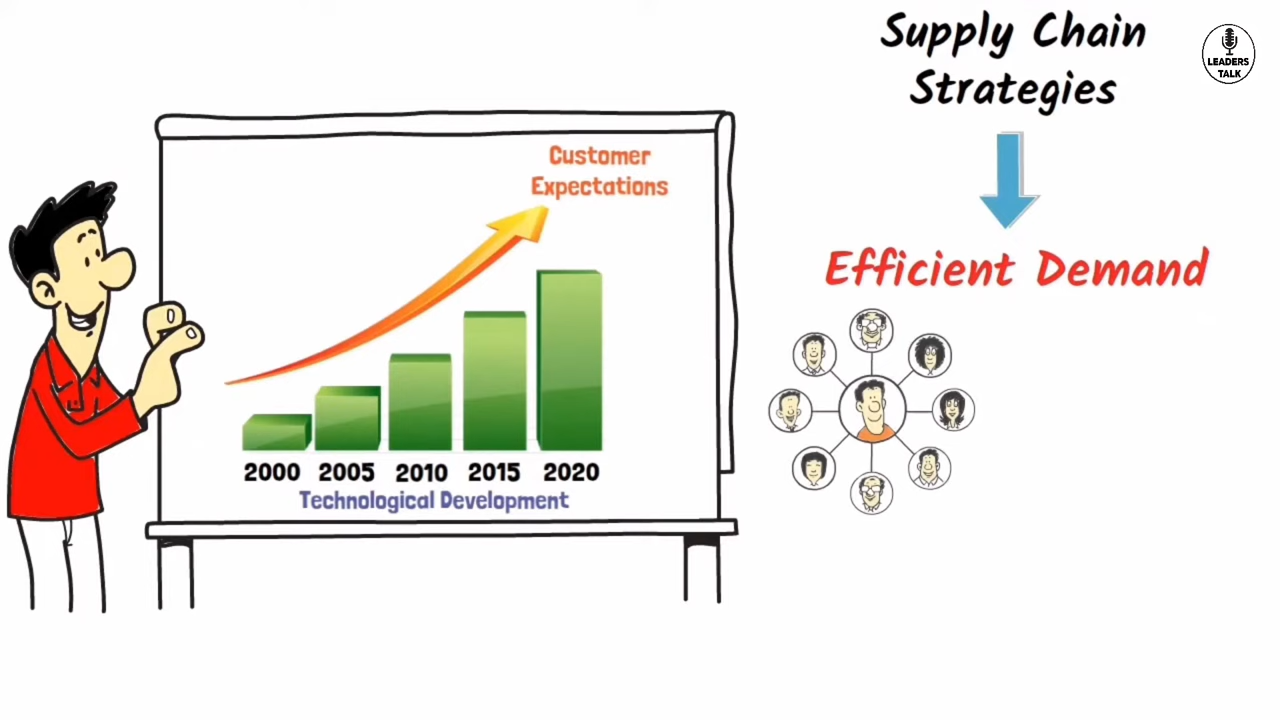 Supply Chain
Strategies
LEADERS
TALK
Customer
Expectations
Efficient Demand
2000 2005 2010 2015 2020
Technological Development